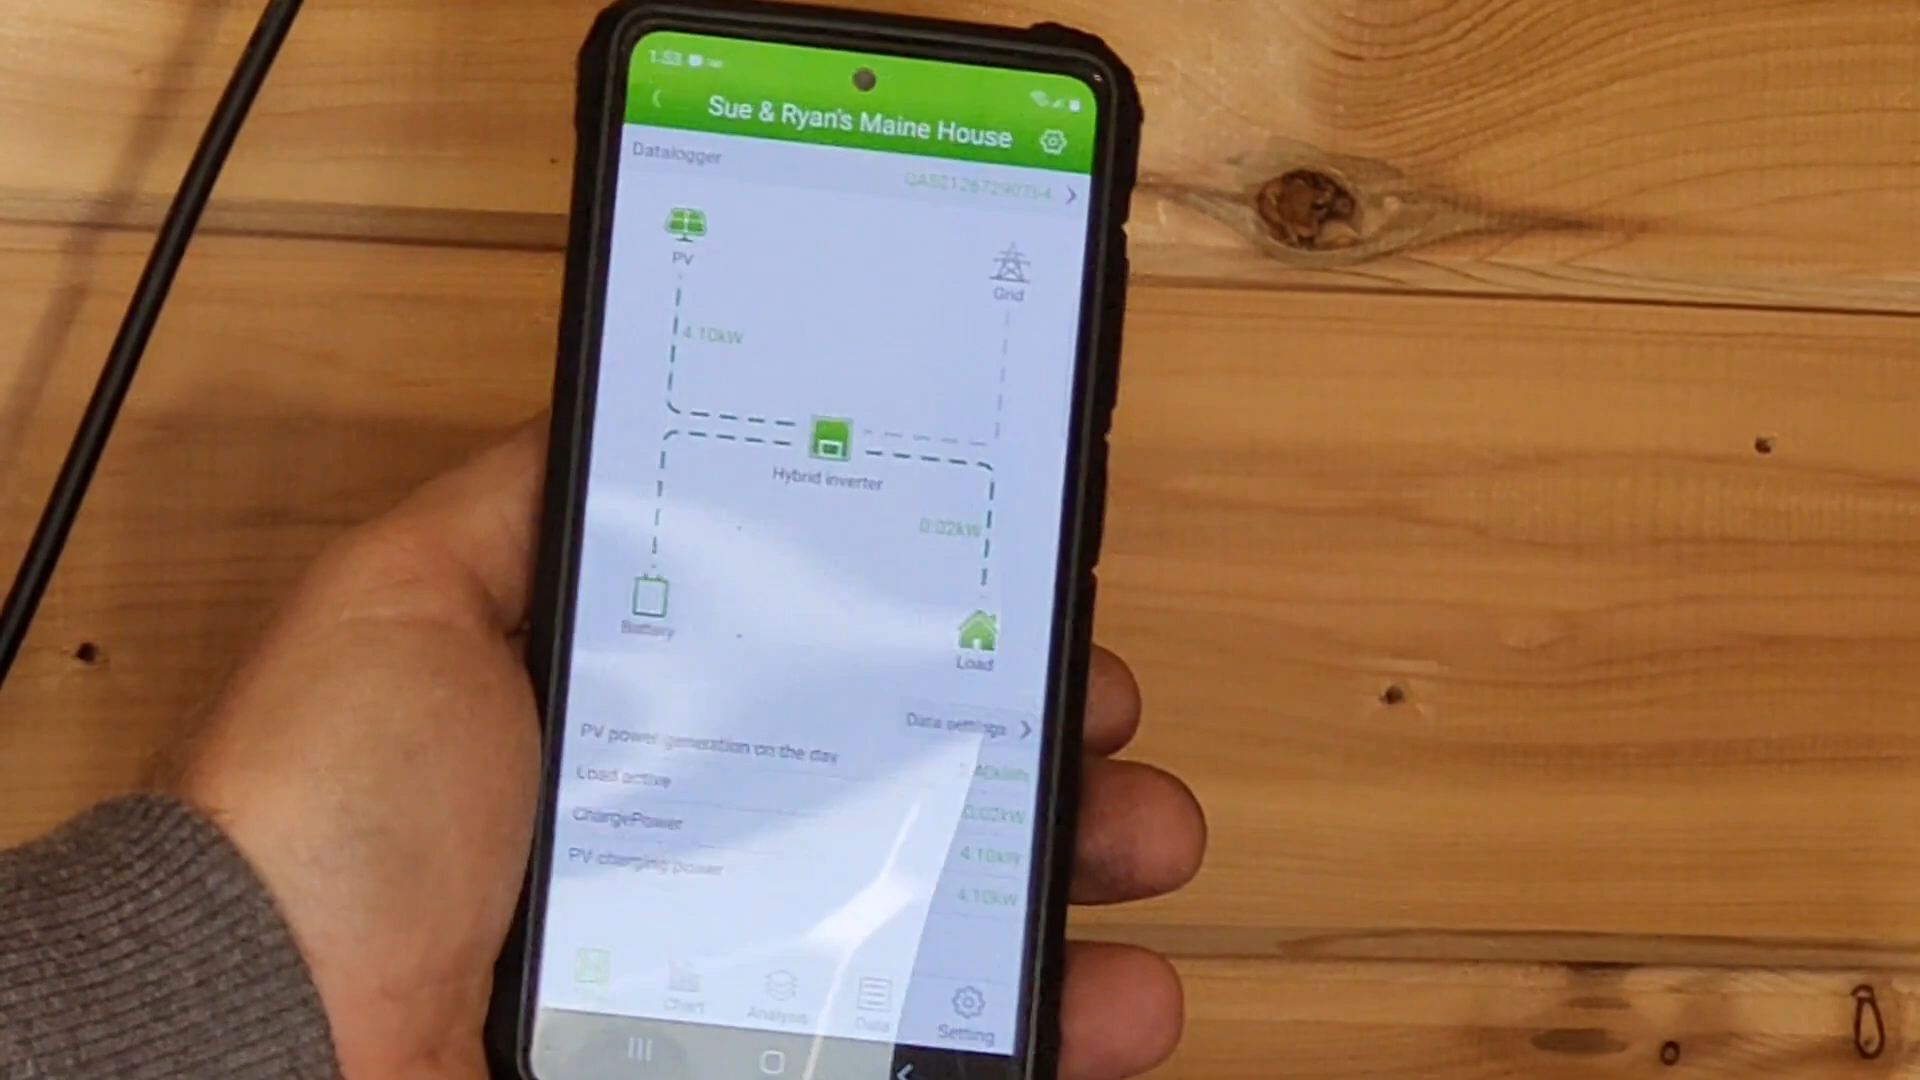 1:53
Sue & Ryan's Maine House
Datalogger
PV
Grid
4.10kW
Hybrid inverter
0.02kW
Battery
Load
Data settings
PV power generation on the day
Load active
0.02kW
ChargePower
4.10kW
PV charging power
4.10kW
Chart
Analysis
Data
Setting